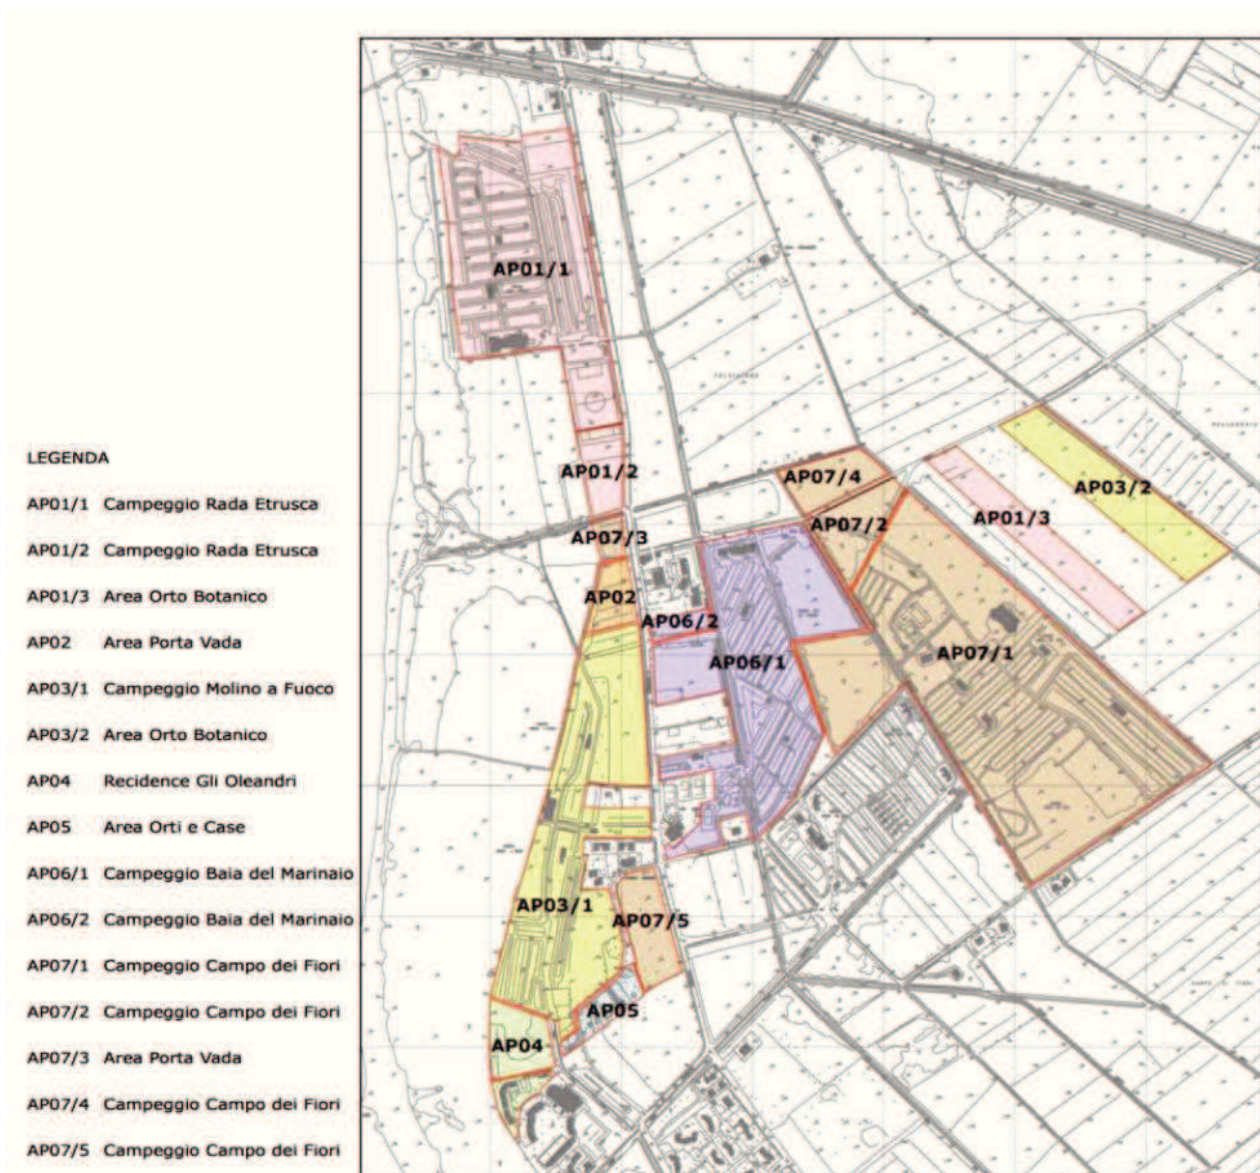 LEGENDA
AP01/1 Campeggio Rada Etrusca
AP01/2 Campeggio Rada Etrusca
AP01/3 Area Orto Botanico
AP02 Area Porta Vada
AP03/1 Campeggio Molino a Fuoco
AP03/2 Area Orto Botanico
AP04 Recidence Gli Oleandri
AP05 Area Orti e Case
AP06/1 Campeggio Baia del Marinaio
AP06/2 Campeggio Baia del Marinaio
AP07/1 Campeggio Campo dei Fiori
AP07/2 Campeggio Campo dei Fiori
AP07/3 Area Porta Vada
AP07/4 Campeggio Campo dei Fiori
AP07/5 Campeggio Campo dei Fiori
AP01/1
AP01/2
AP07/4
AP03/2
AP07/2
AP01/3
AP07/3
AP02
AP06/2
AP06/1
AP07/1
AP03/1
AP07/5
AP05
AP04